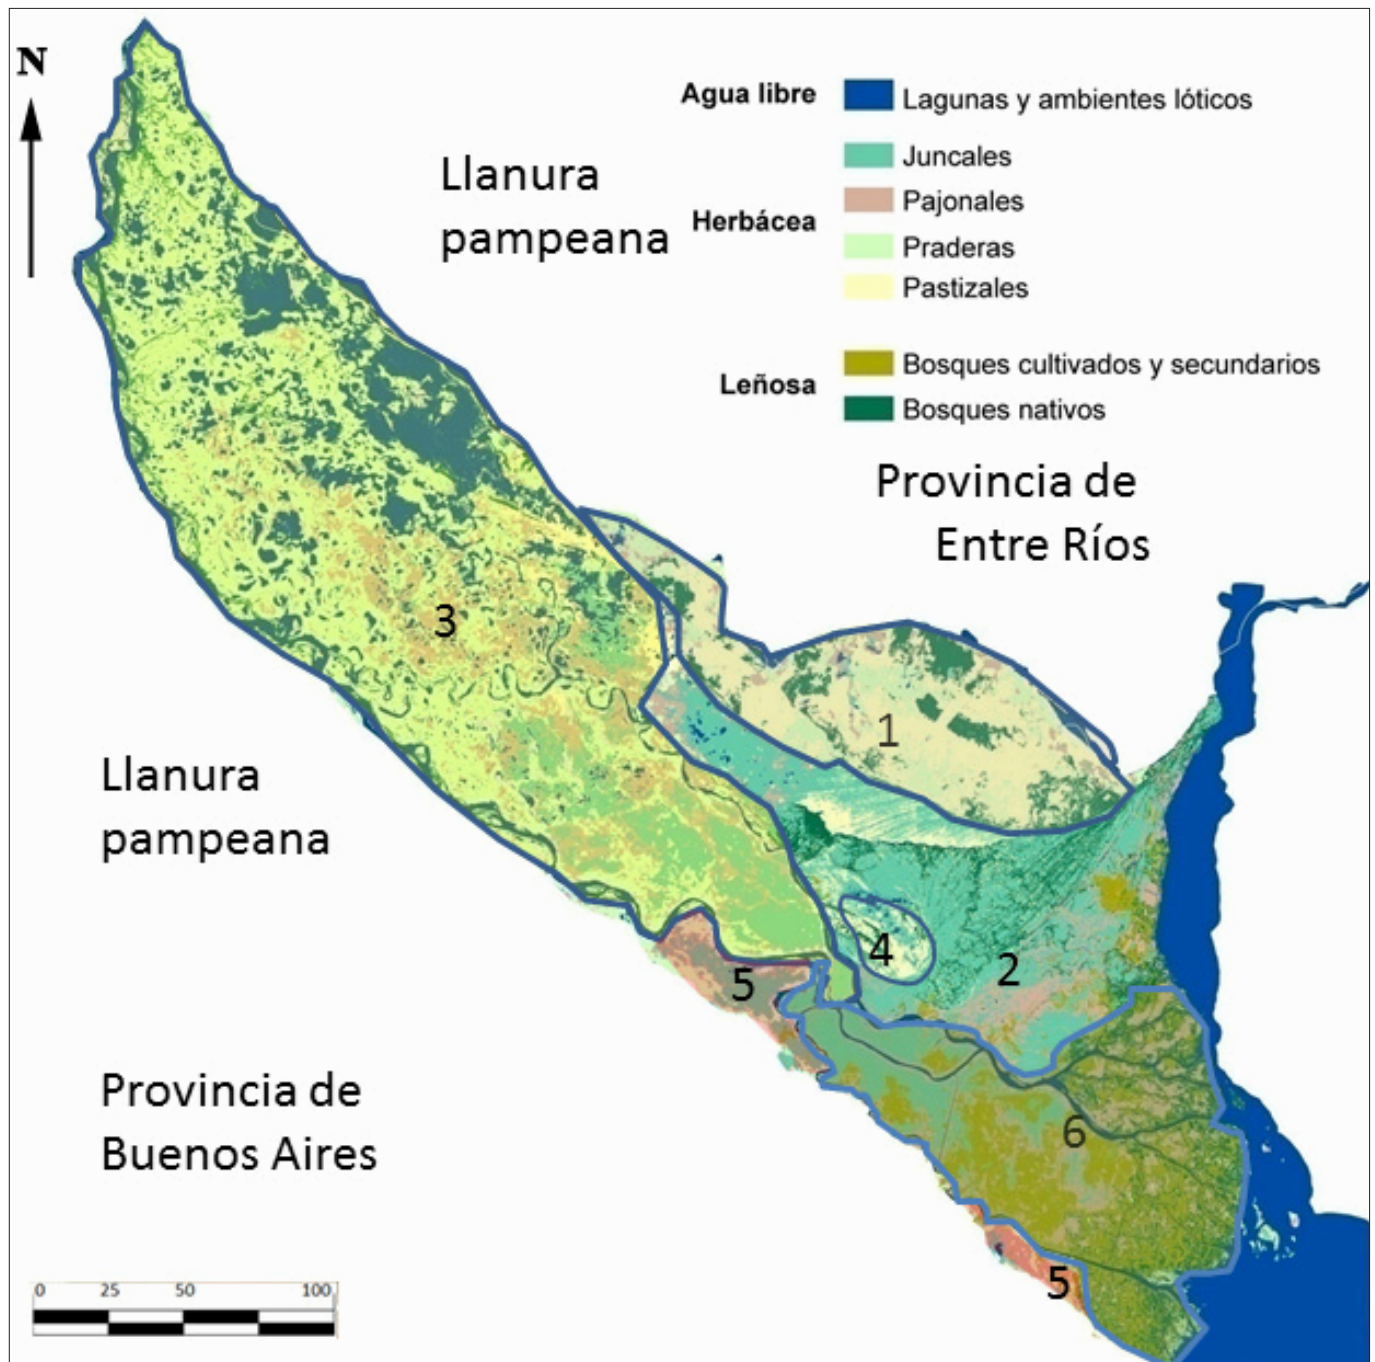 N
Agua libre
Lagunas y ambientes lóticos
Juncales
Herbácea
Pajonales
Praderas
Pastizales
Leñosa
Bosques cultivados y secundarios
Bosques nativos
Llanura
pampeana
Provincia de
Entre Ríos
3
1
Llanura
pampeana
4
2
5
Provincia de
Buenos Aires
6
5
0 25 50 100